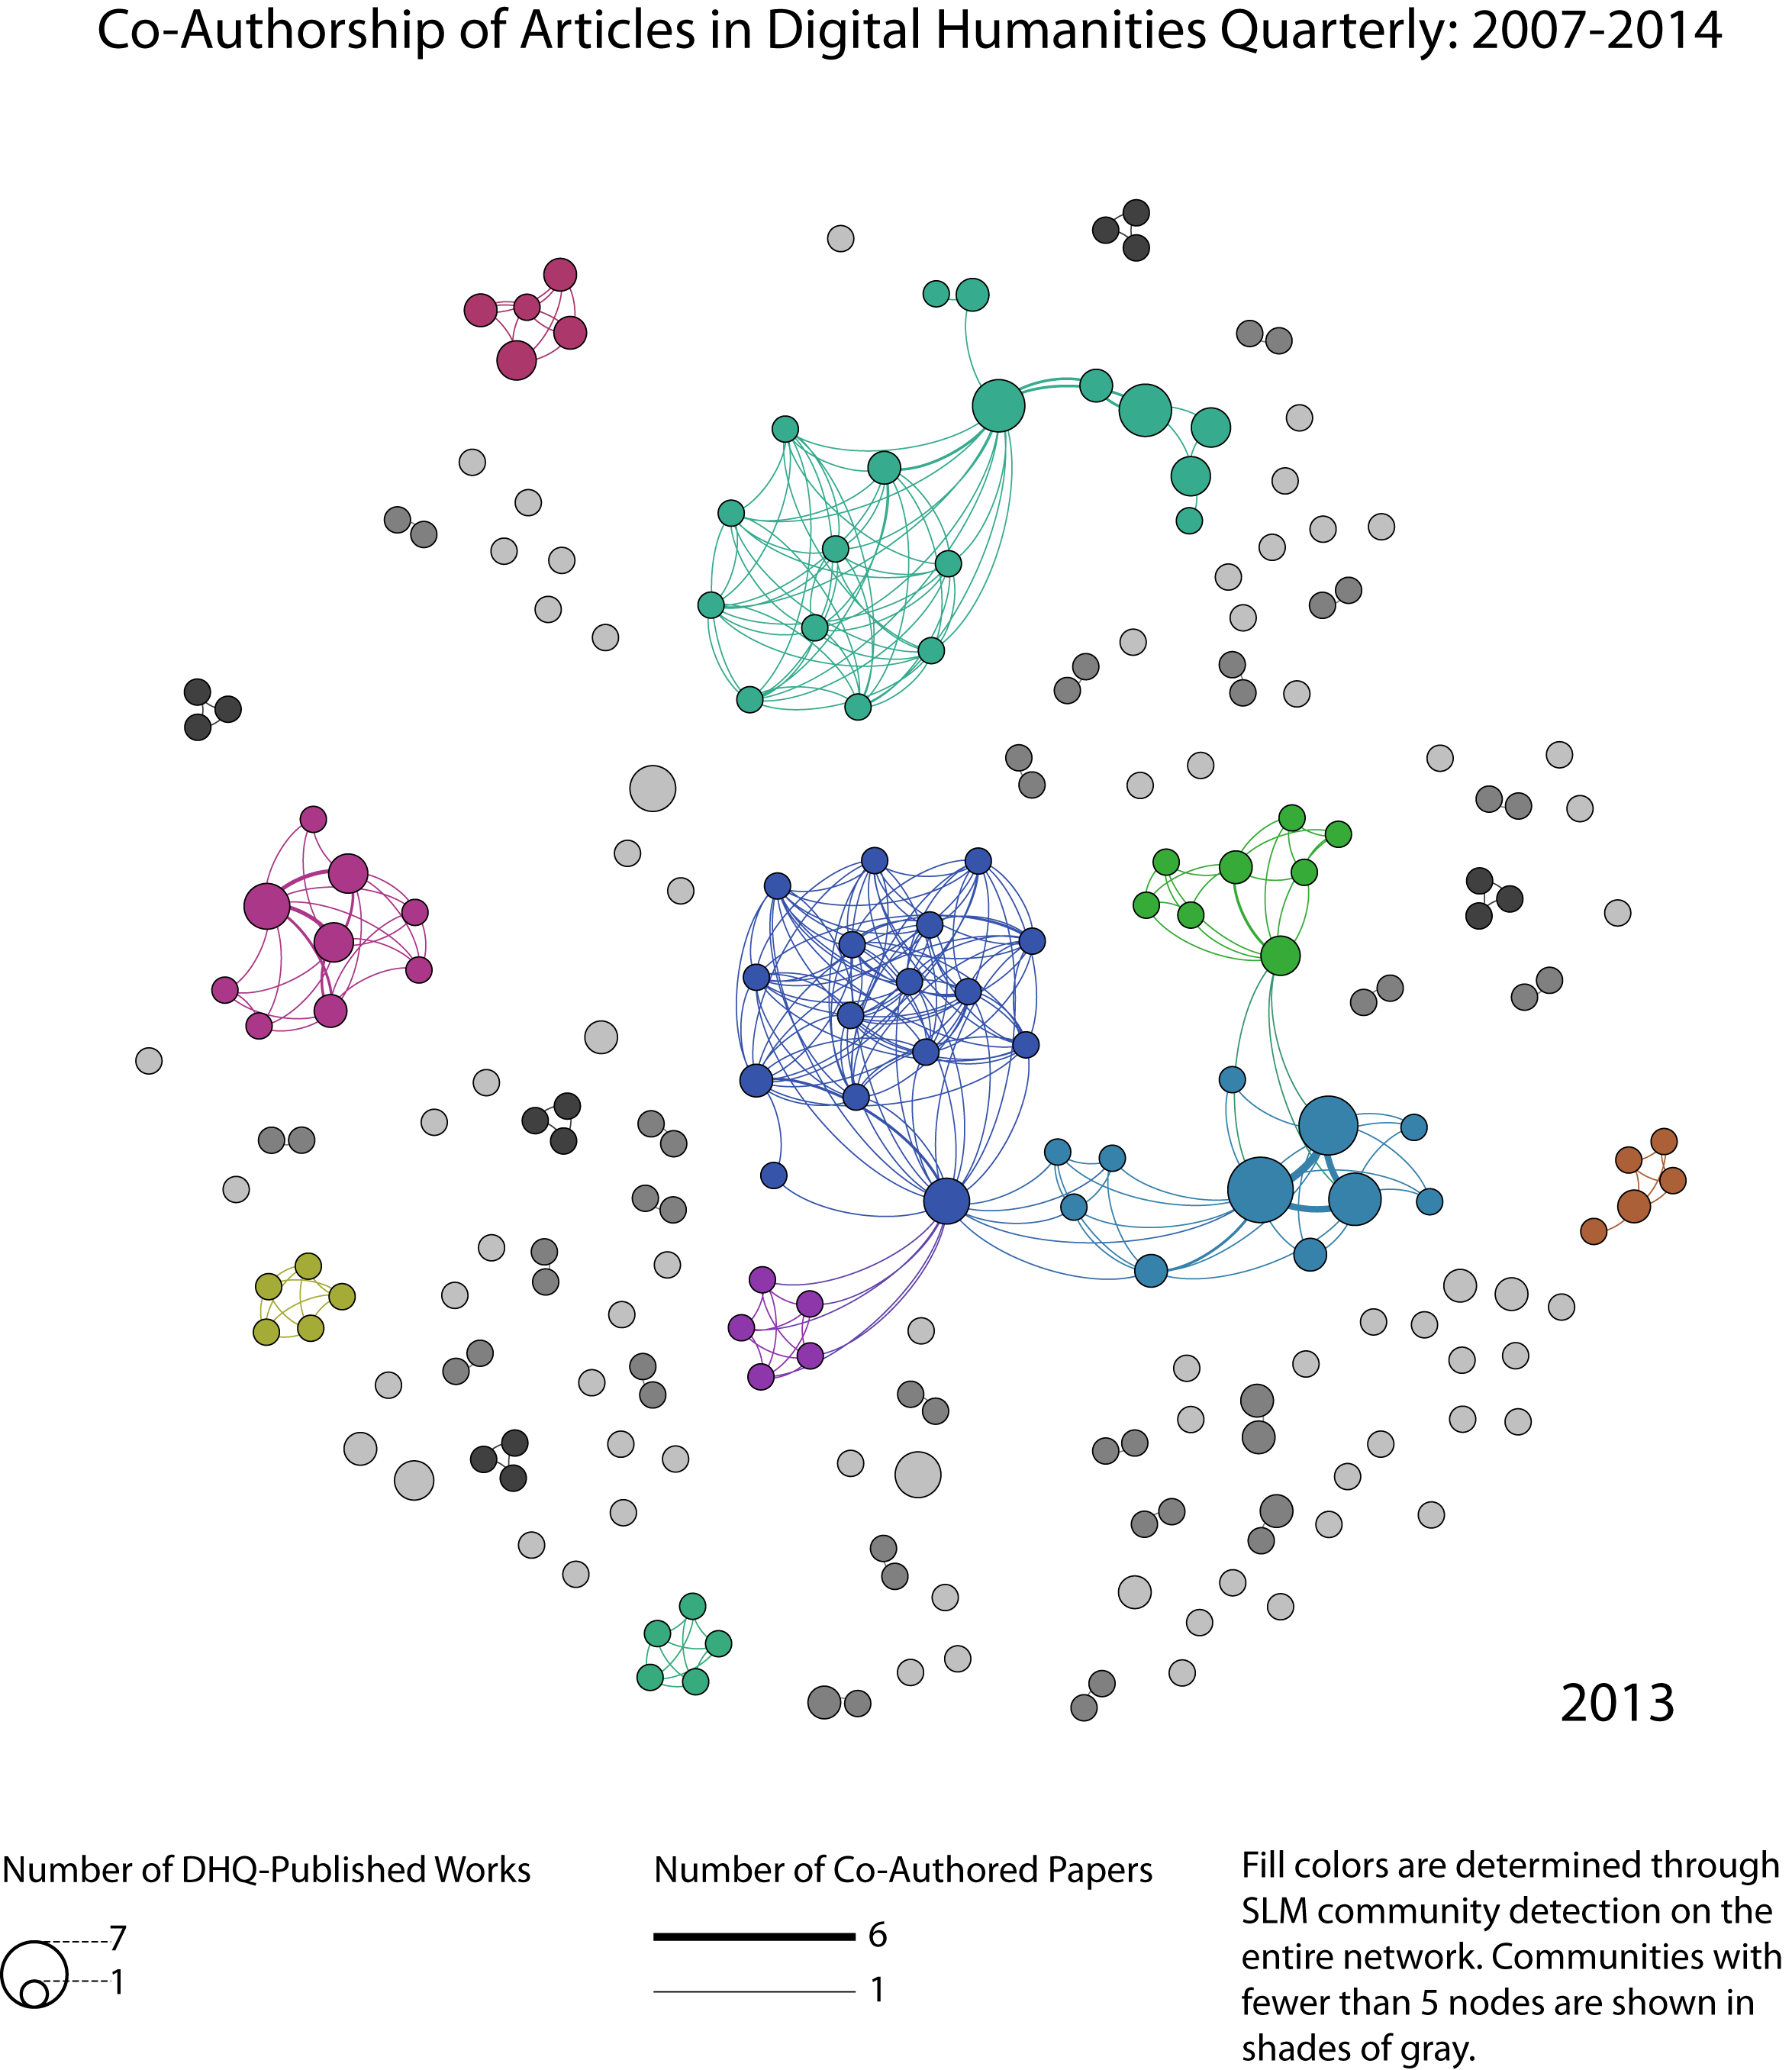 Co-Authorship of Articles in Digital Humanities Quarterly: 2007-2014
2013
Number of DHQ-Published Works
7
1
Number of Co-Authored Papers
6
1
Fill colors are determined through
SLM community detection on the
entire network. Communities with
fewer than 5 nodes are shown in
shades of gray.